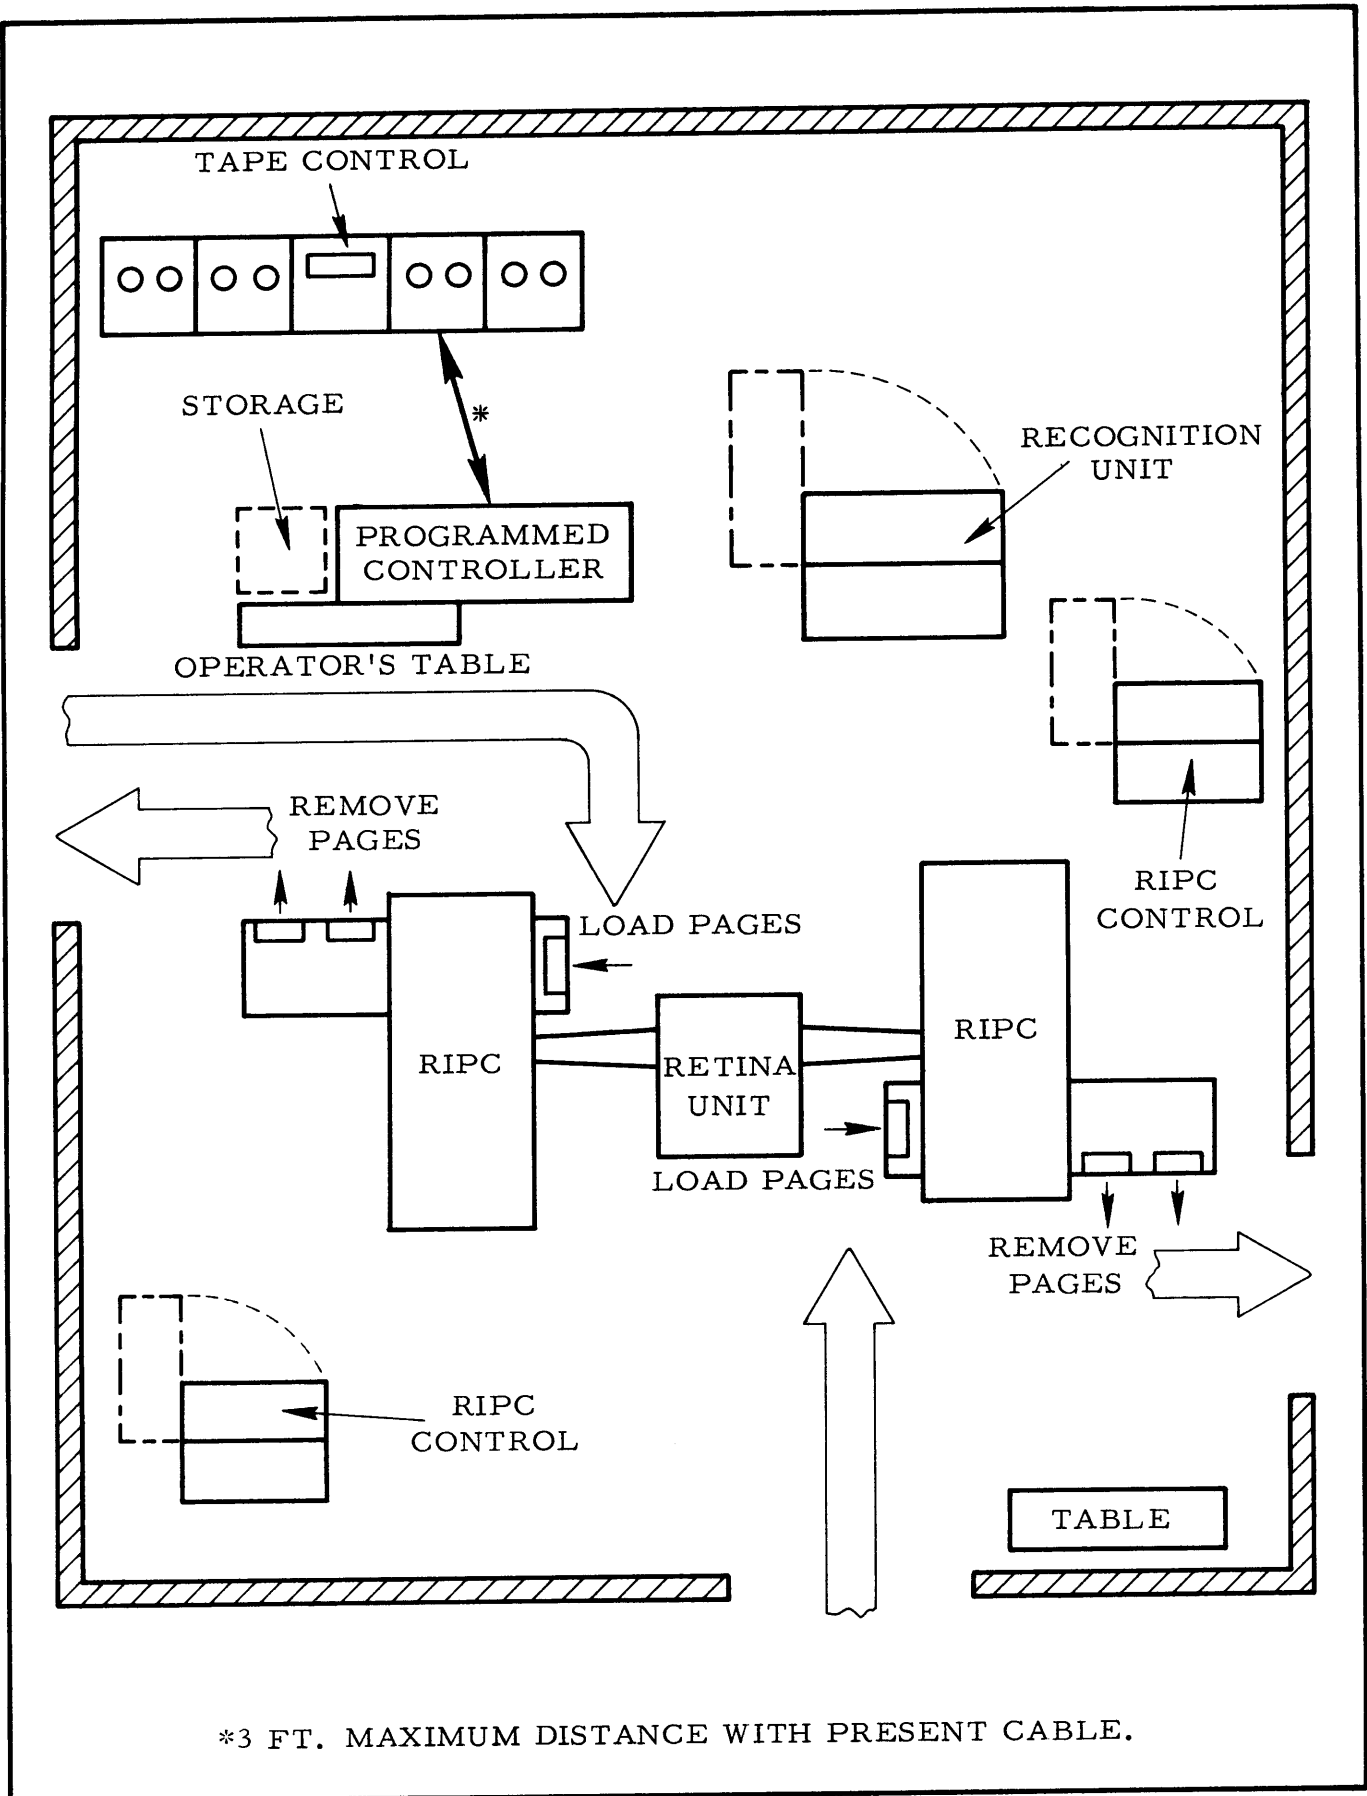 TAPE CONTROL
STORAGE
*
RECOGNITION
UNIT
PROGRAMMED
CONTROLLER
OPERATOR'S TABLE
REMOVE
PAGES
RIPC
CONTROL
LOAD PAGES
RIPC
RIPC
RETINA
UNIT
LOAD PAGES
REMOVE
PAGES
RIPC
CONTROL
TABLE
*3 FT. MAXIMUM DISTANCE WITH PRESENT CABLE.